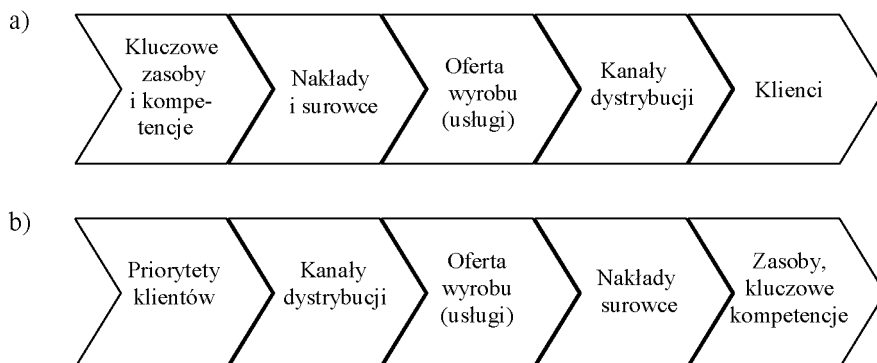 a)
Kluczowe
zasoby
i kompe-
tencje
Nakłady
i surowce
Oferta
wyrobu
(usługi)
Kanały
dystrybucji
Klienci
b)
Priorytety
klientów
Kanały
dystrybucji
Oferta
wyrobu
(usługi)
Nakłady
surowce
Zasoby,
kluczowe
kompetencje